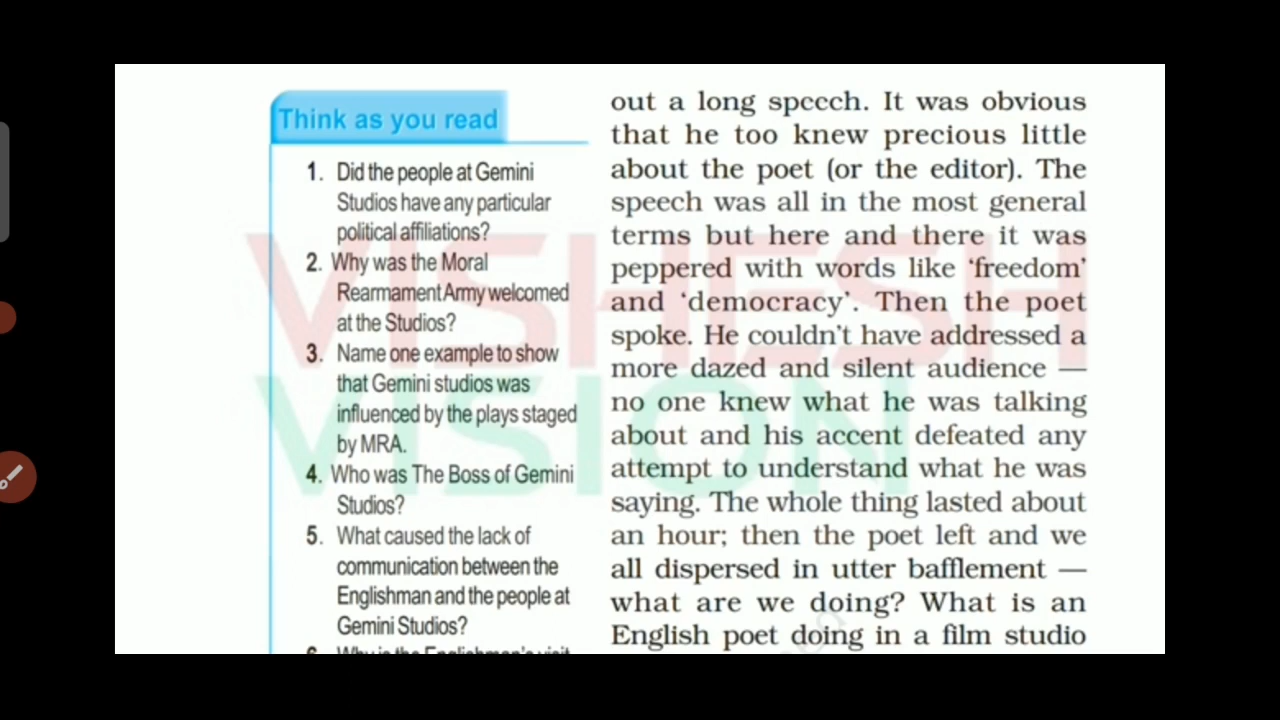 Think as you read
1. Did the people at Gemini
Studios have any particular
political affiliations?
2. Why was the Moral
Rearmament Army welcomed
at the Studios?
3. Name one example to show
that Gemini studios was
influenced by the plays staged
by MRA.
4. Who was The Boss of Gemini
Studios?
5. What caused the lack of
communication between the
Englishman and the people at
Gemini Studios?
6. Why is the Englishman's visit
out a long speech. It was obvious
that he too knew precious little
about the poet (or the editor). The
speech was all in the most general
terms but here and there it was
peppered with words like ‘freedom’
and ‘democracy’. Then the poet
spoke. He couldn’t have addressed a
more dazed and silent audience —
no one knew what he was talking
about and his accent defeated any
attempt to understand what he was
saying. The whole thing lasted about
an hour; then the poet left and we
all dispersed in utter bafflement —
what are we doing? What is an
English poet doing in a film studio
VISHESH
VISION